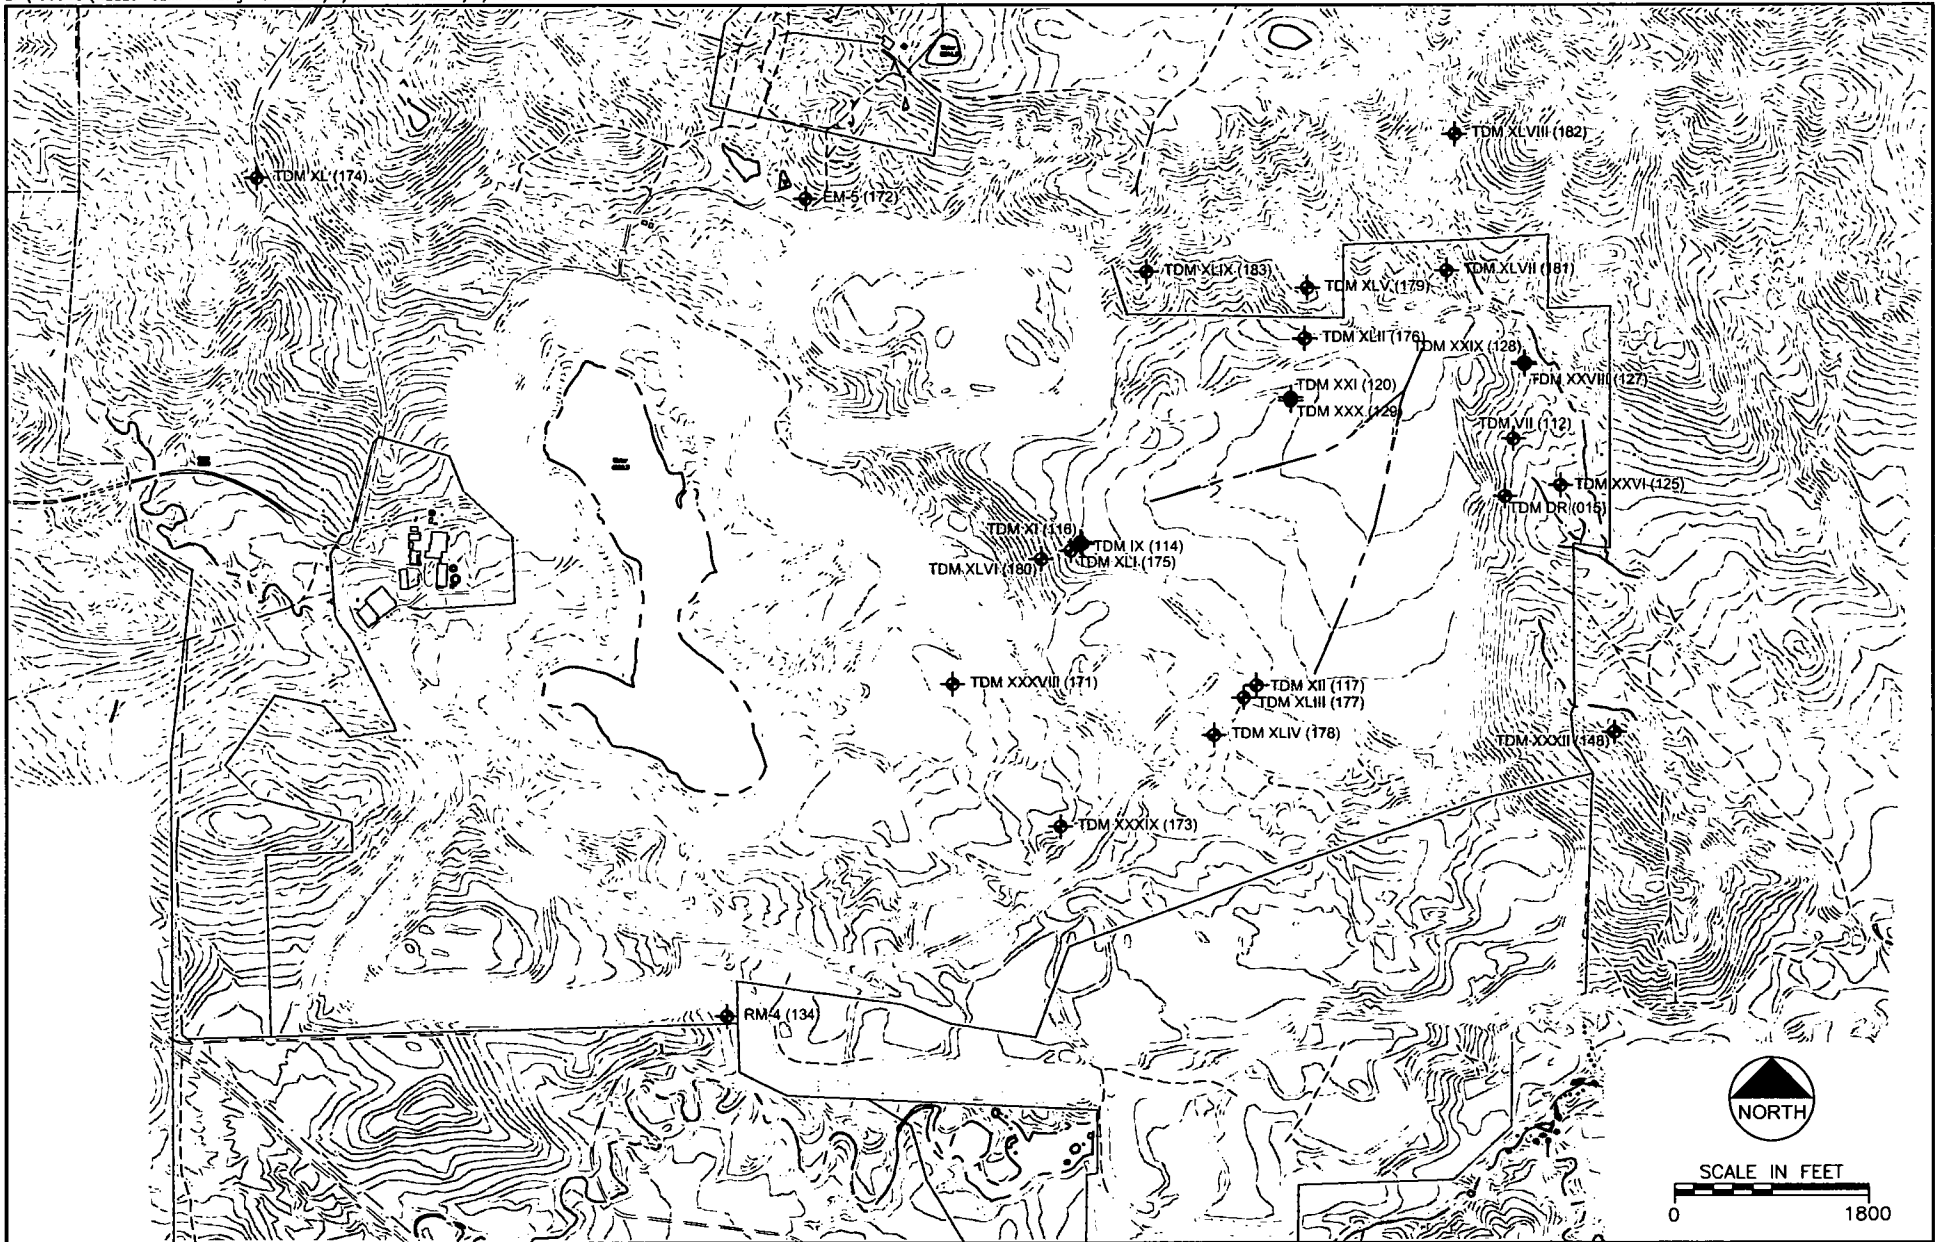 TDM XLVIII (182)
TDM XL (174)
EM-5 (172)
TDM XLIX (183)
TDM XLVII (181)
TDM XLV (179)
TDM XLII (176)
TDM XXIX (128)
TDM XXVIII (127)
TDM XXI (120)
TDM XXX (129)
TDM VII (112)
TDM XXVI (125)
TDM DR (015)
TDM XI (116)
TDM IX (114)
TDM XLI (175)
TDM XLVI (180)
TDM XXXVIII (171)
TDM XII (117)
TDM XLIII (177)
TDM XLIV (178)
TDM XXXII (148)
TDM XXXIX (173)
RM-4 (134)
NORTH
SCALE IN FEET
0 1800